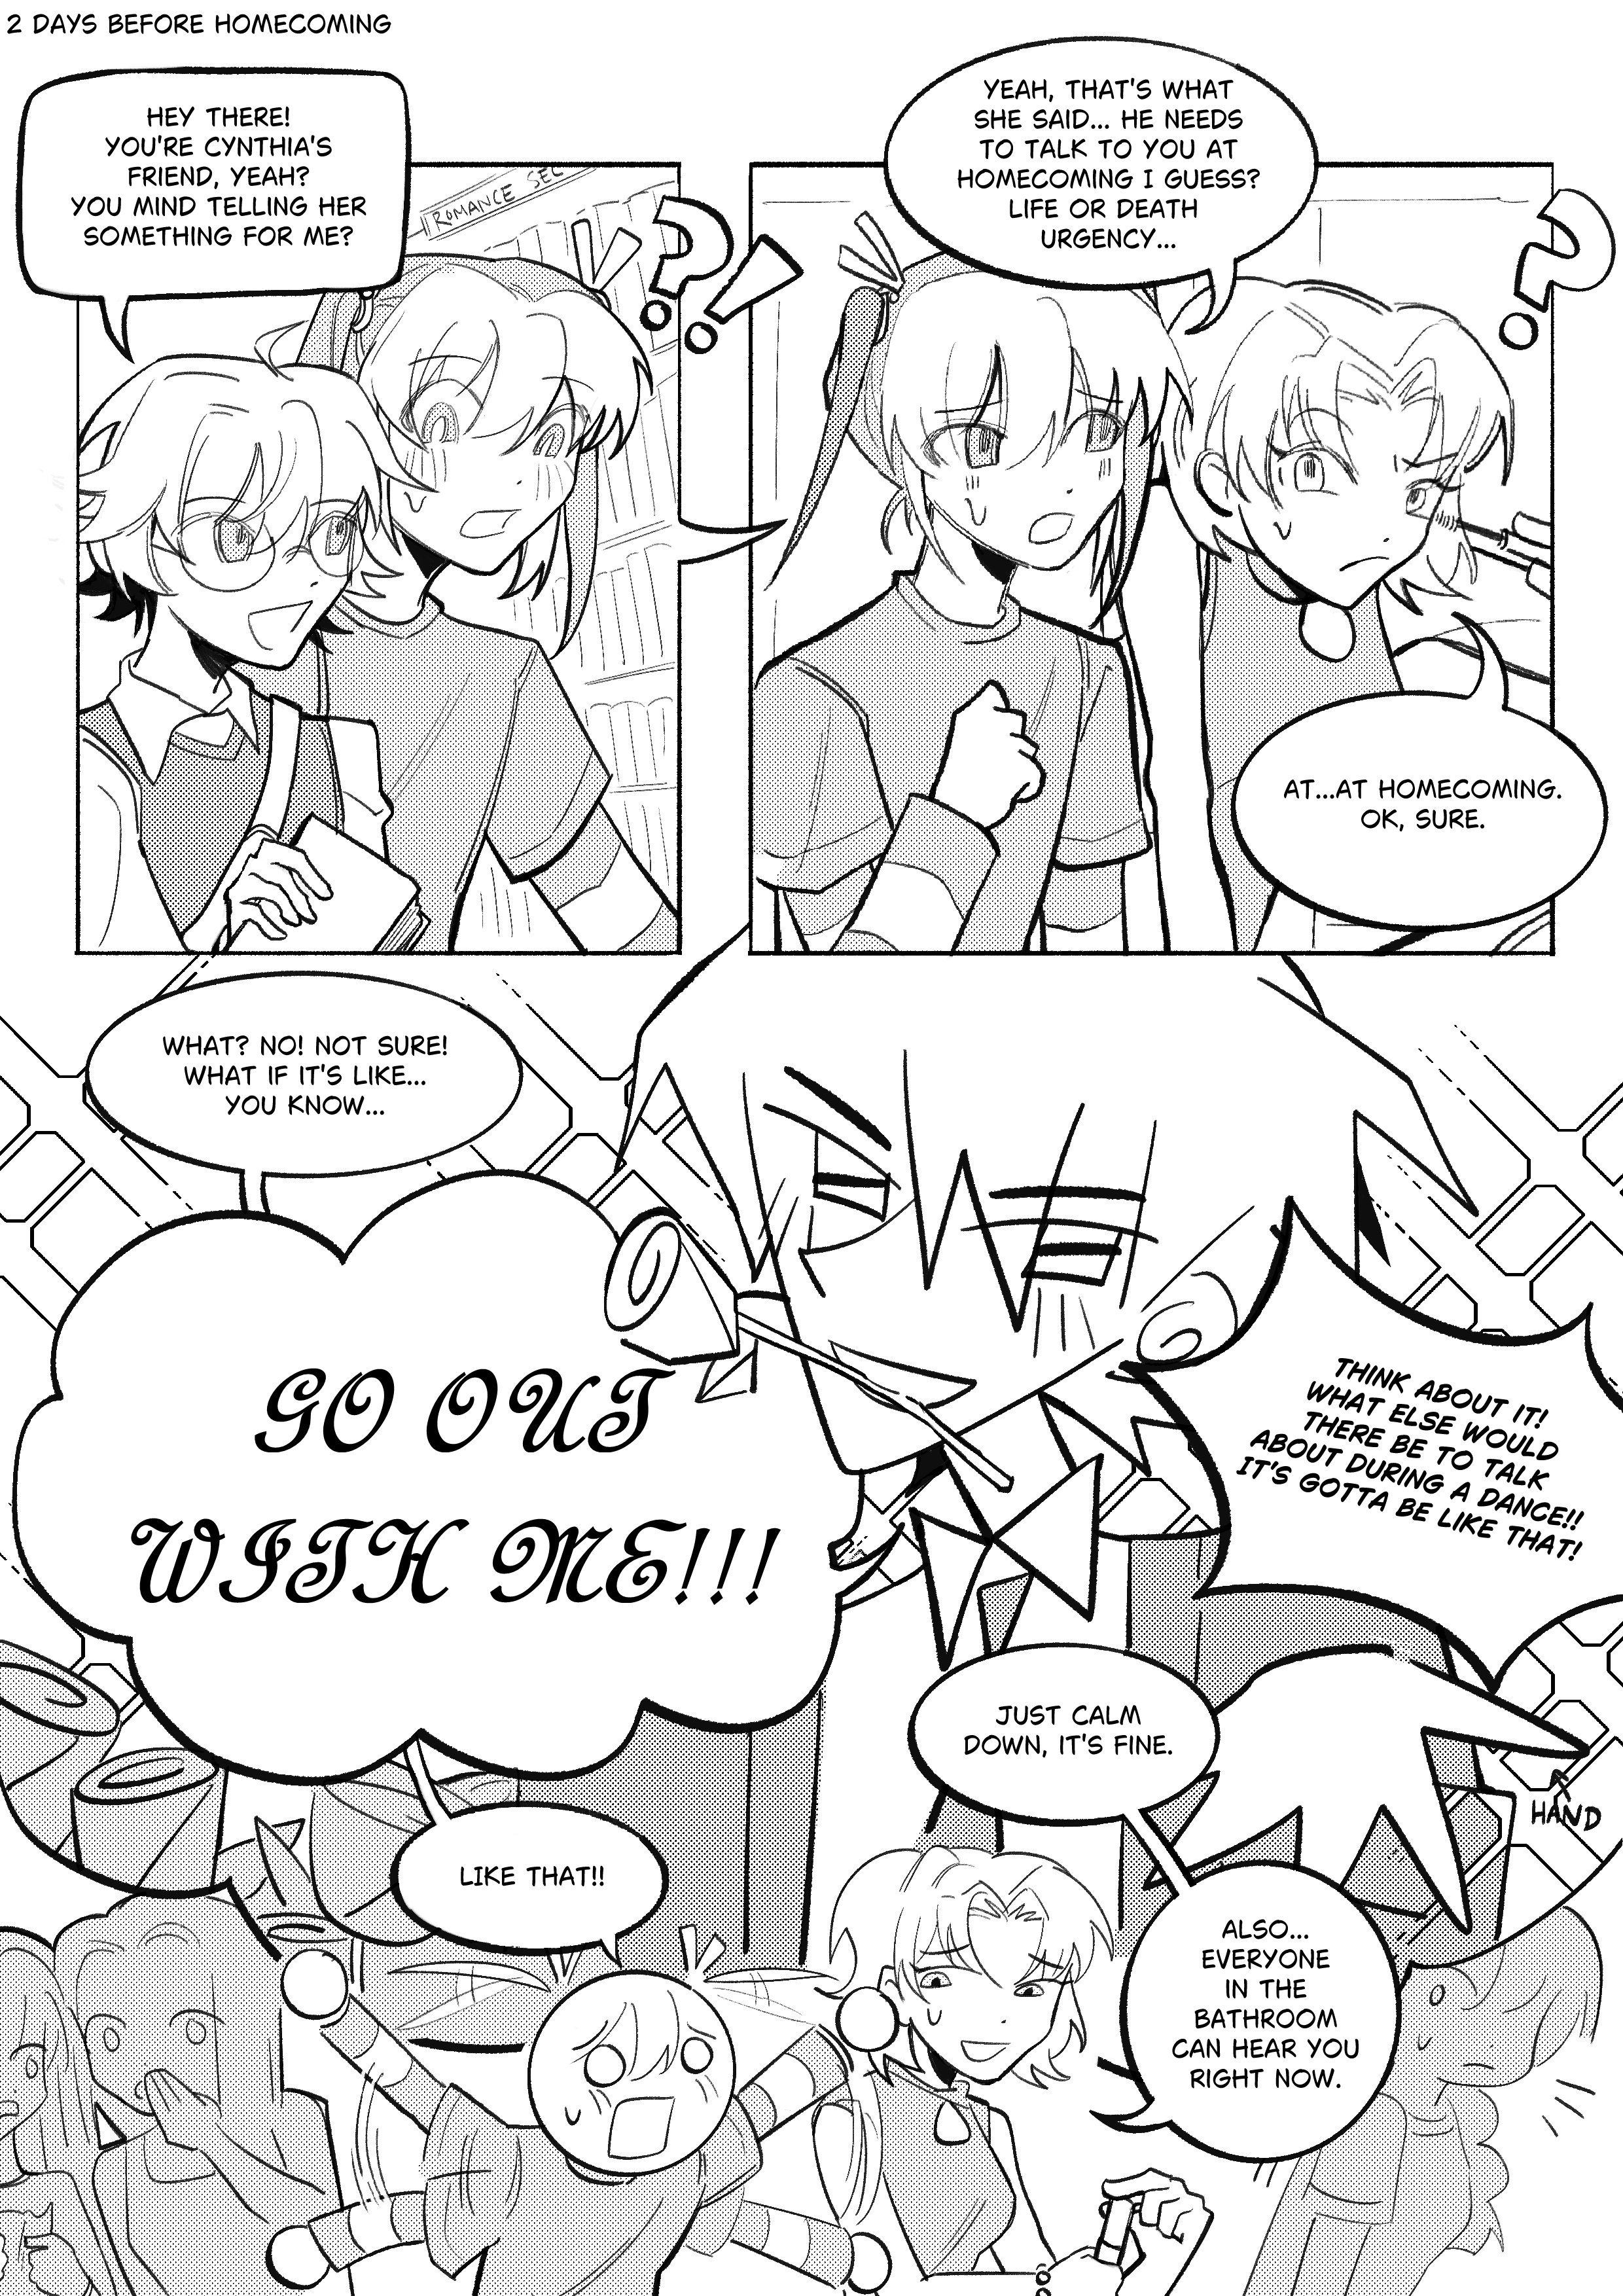 2 DAYS BEFORE HOMECOMING
HEY THERE!
YOU'RE CYNTHIA'S
FRIEND, YEAH?
YOU MIND TELLING HER
SOMETHING FOR ME?
ROMANCE SEC
??!
YEAH, THAT'S WHAT
SHE SAID... HE NEEDS
TO TALK TO YOU AT
HOMECOMING I GUESS?
LIFE OR DEATH
URGENCY...
?
AT...AT HOMECOMING.
OK, SURE.
WHAT? NO! NOT SURE!
WHAT IF IT'S LIKE...
YOU KNOW...
GO OUT
WITH ME!!!
THINK ABOUT IT!
WHAT ELSE WOULD
THERE BE TO TALK
ABOUT DURING A DANCE!!
IT'S GOTTA BE LIKE THAT!
JUST CALM
DOWN, IT'S FINE.
HAND
LIKE THAT!!
ALSO...
EVERYONE
IN THE
BATHROOM
CAN HEAR YOU
RIGHT NOW.